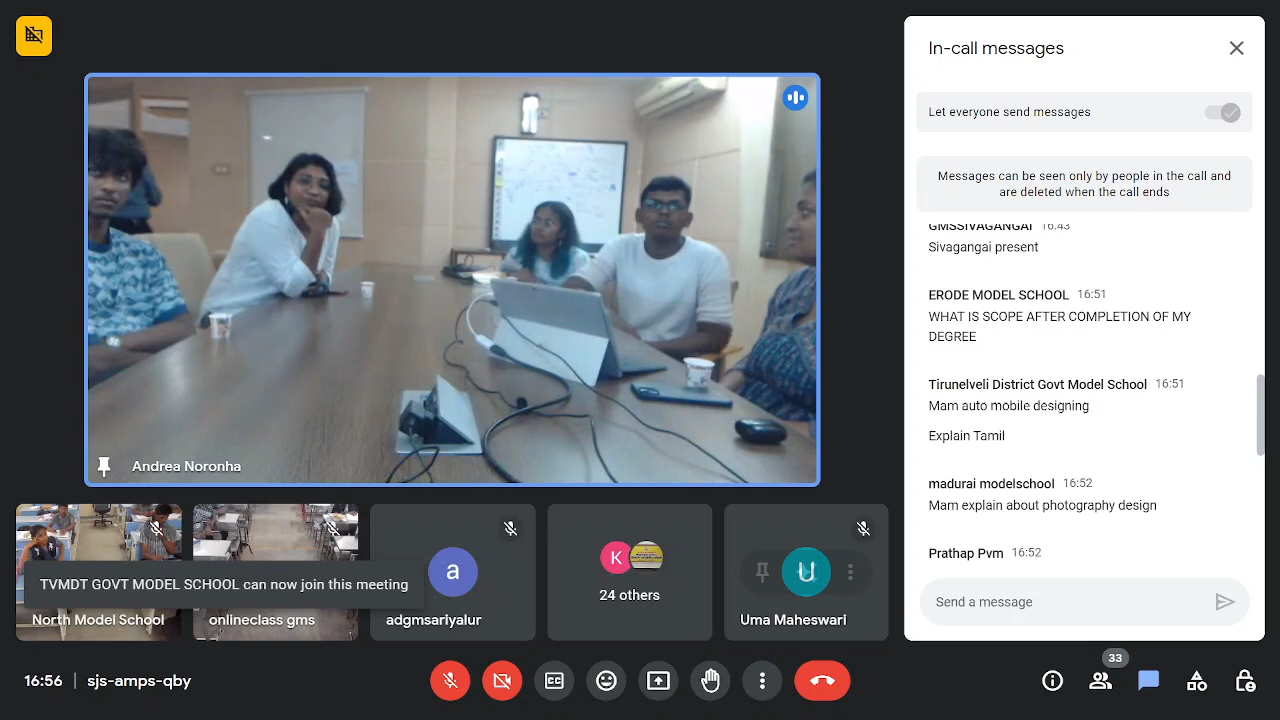 In-call messages
Let everyone send messages
Messages can be seen only by people in the call and
are deleted when the call ends
GMSSIVAGANGAI 16:43
Sivagangai present
ERODE MODEL SCHOOL 16:51
WHAT IS SCOPE AFTER COMPLETION OF MY
DEGREE
Tirunelveli District Govt Model School 16:51
Mam auto mobile designing
Explain Tamil
madurai modelschool 16:52
Mam explain about photography design
Prathap Pvm 16:52
Send a message
Andrea Noronha
TVMDT GOVT MODEL SCHOOL can now join this meeting
North Model School
onlineclass gms
a
adgmsariyalur
K
24 others
U
Uma Maheswari
16:56 | sjs-amps-qby
33